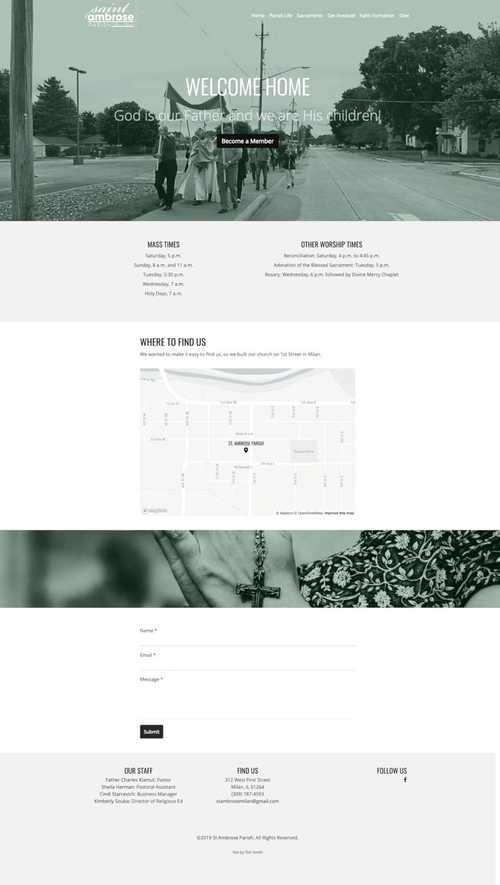 saint
ambrose
PARISH
Home Parish Life Sacraments Get Involved Faith Formation Give
WELCOME HOME
God is our Father and we are His children!
Become a Member
MASS TIMES
Saturday, 5 p.m.
Sunday, 8 a.m. and 11 a.m.
Tuesday, 5:30 p.m.
Wednesday, 7 a.m.
Holy Days, 7 a.m.
OTHER WORSHIP TIMES
Reconciliation: Saturday, 4 p.m. to 4:45 p.m.
Adoration of the Blessed Sacrament: Tuesday, 5 p.m.
Rosary: Wednesday, 6 p.m. followed by Divine Mercy Chaplet
WHERE TO FIND US
We wanted to make it easy to find us, so we built our church on 1st Street in Milan.
ST. AMBROSE PARISH
mapbox
© Mapbox © OpenStreetMap Improve this map
Name *
Email *
Message *
Submit
OUR STAFF
Father Charles Klamut: Pastor
Sheila Herman: Pastoral Assistant
Cindi Starcevich: Business Manager
Kimberly Scuba: Director of Religious Ed
FIND US
312 West First Street
Milan, IL 61264
(309) 787-4593
stambrosemilan@gmail.com
FOLLOW US
©2019 St Ambrose Parish. All Rights Reserved.